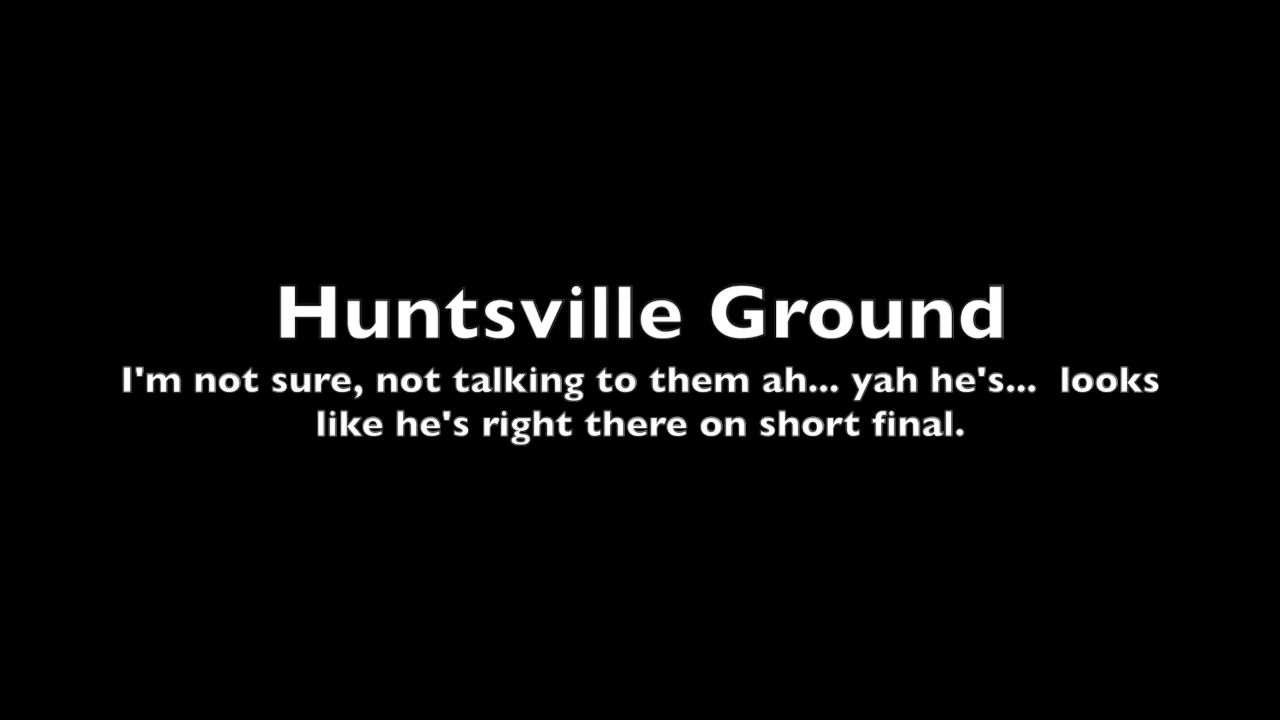 Huntsville Ground
I'm not sure, not talking to them ah... yah he's...  looks
like he's right there on short final.